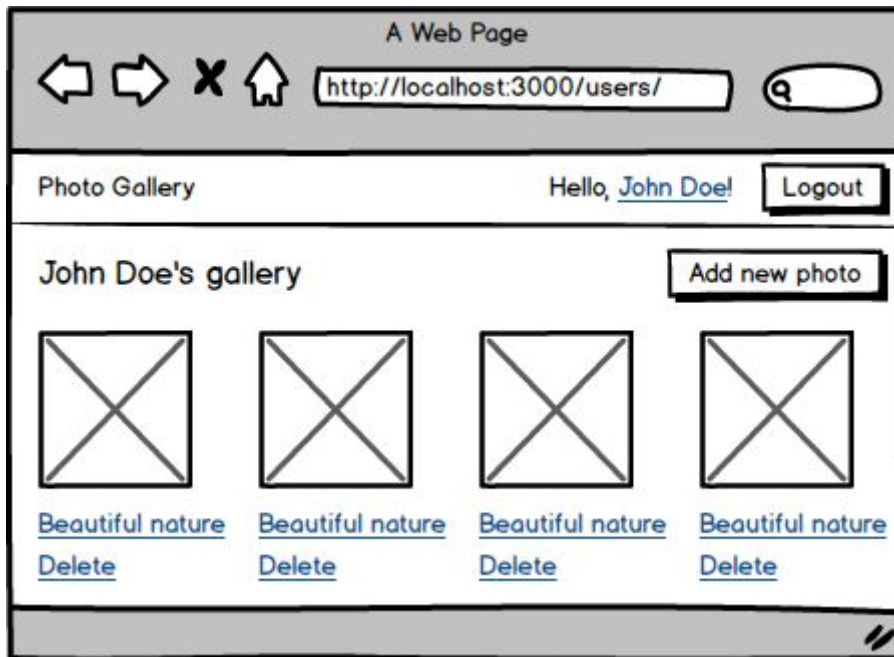 A Web Page
http://localhost:3000/users/
Photo Gallery Hello, John Doe! Logout
John Doe's gallery Add new photo
Beautiful nature Beautiful nature Beautiful nature Beautiful nature
Delete Delete Delete Delete